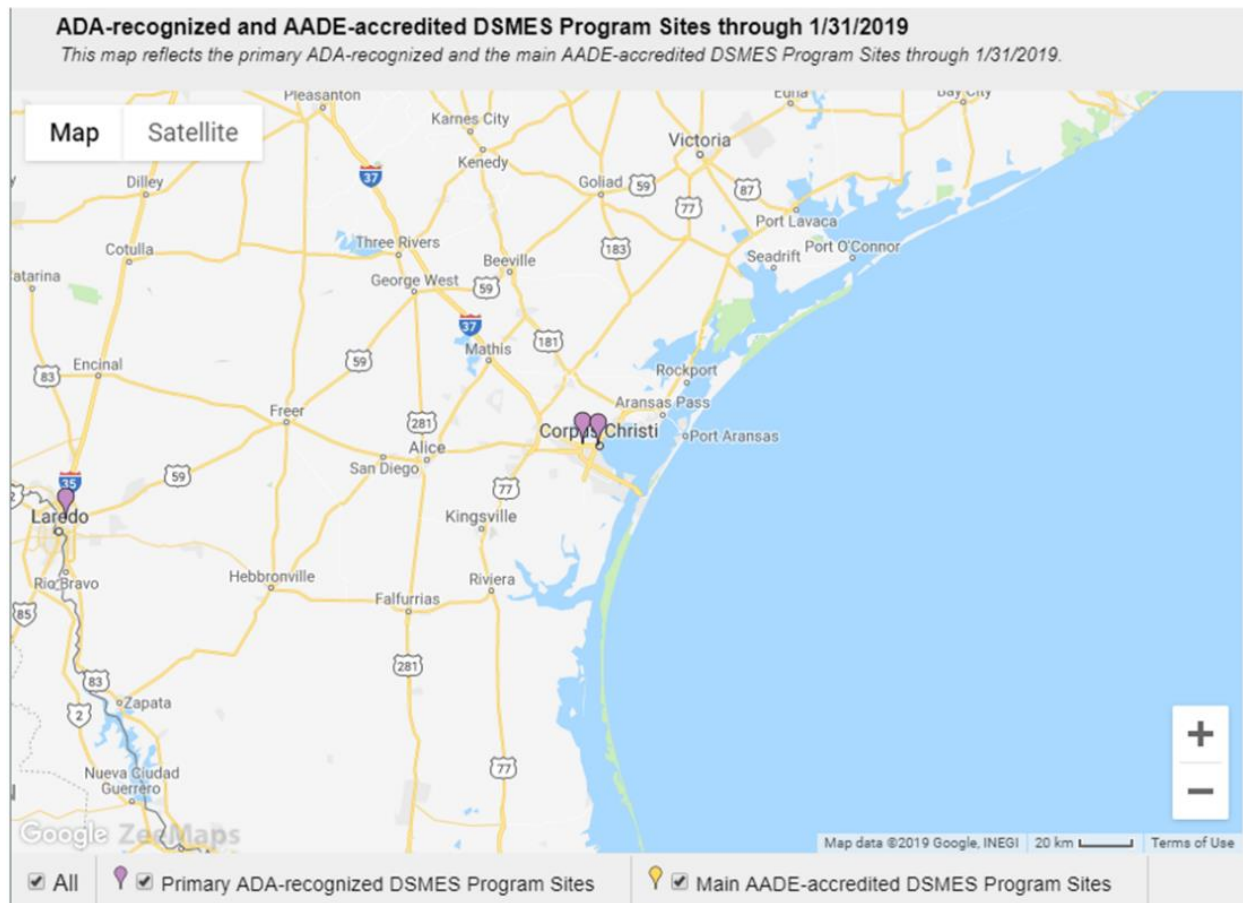 ADA-recognized and AADE-accredited DSMES Program Sites through 1/31/2019
This map reflects the primary ADA-recognized and the main AADE-accredited DSMES Program Sites through 1/31/2019.
Map Satellite
Pleasanton
Edna
Bay City
Karnes City
Victoria
Kenedy
37
Dilley
Goliad
59
87
77
Port Lavaca
Three Rivers
183
Port O'Connor
Cotulla
Beeville
Seadrift
Catarina
George West
59
37
181
Mathis
59
Encinal
83
Rockport
Aransas Pass
Freer
281
Corpus Christi
Port Aransas
Alice
San Diego
59
35
2
77
Laredo
Kingsville
Rio Bravo
Hebbronville
Riviera
85
Falfurrias
281
83
Zapata
2
77
Nueva Ciudad
Guerrero
+
−
Google ZeeMaps
Map data ©2019 Google, INEGI 20 km Terms of Use
All Primary ADA-recognized DSMES Program Sites Main AADE-accredited DSMES Program Sites